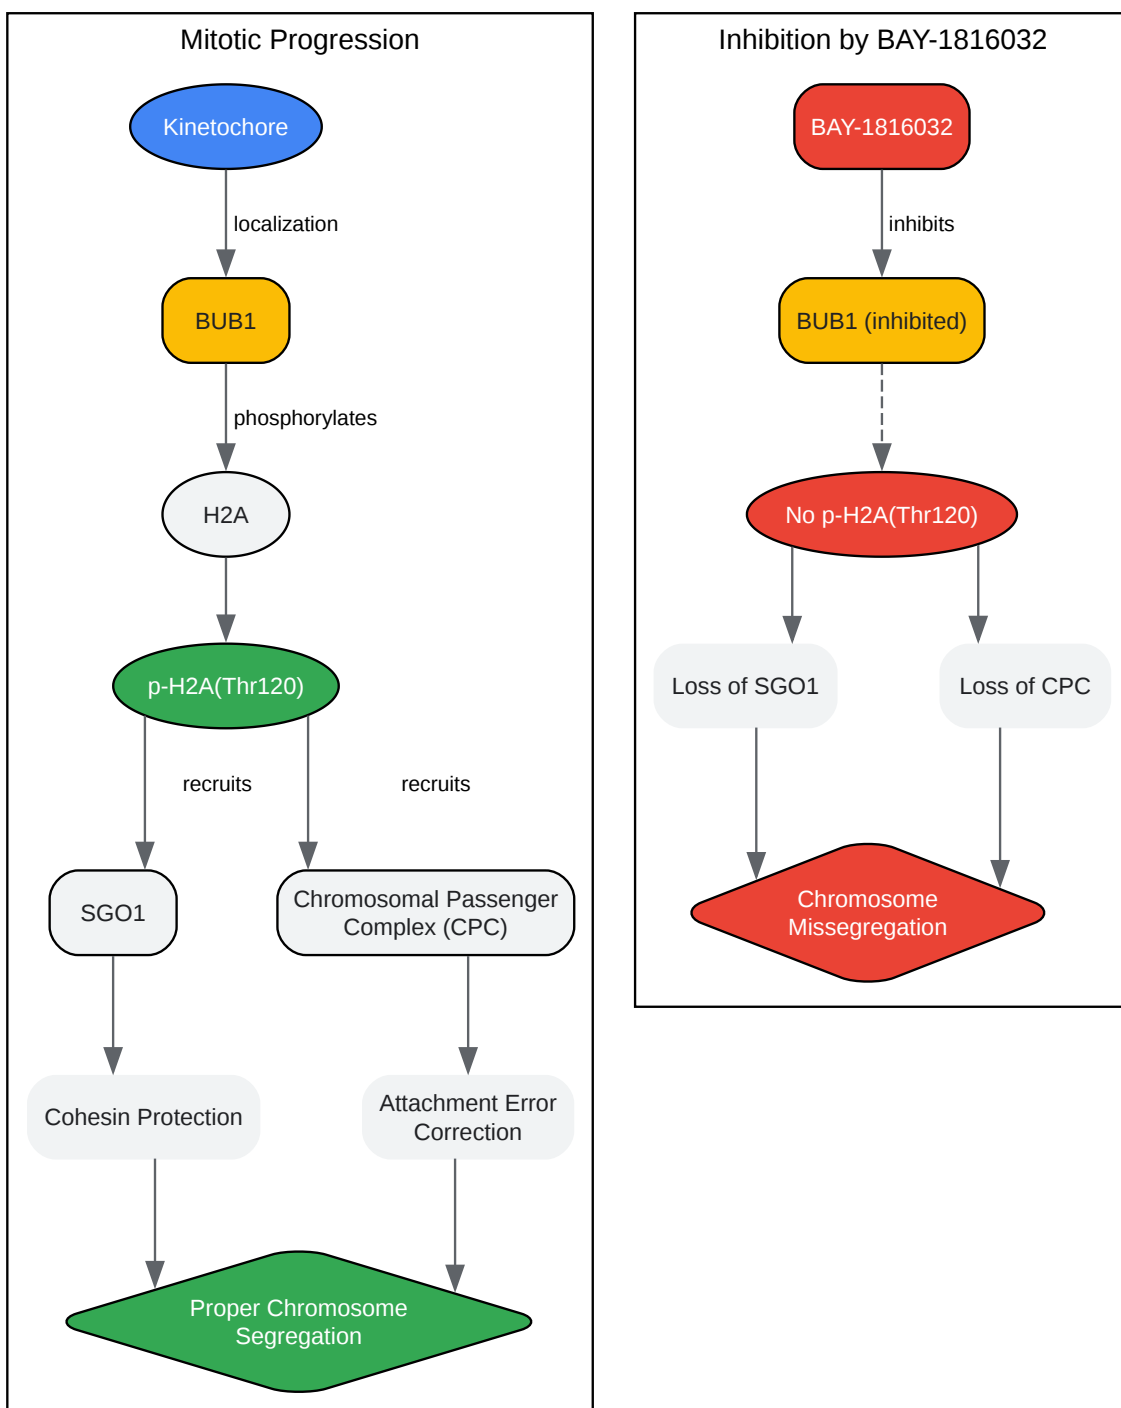 Mitotic Progression
Kinetochore
localization
BUB1
phosphorylates
H2A
p-H2A(Thr120)
recruits
recruits
SGO1
Chromosomal Passenger
Complex (CPC)
Cohesin Protection
Attachment Error
Correction
Proper Chromosome
Segregation
Inhibition by BAY-1816032
BAY-1816032
inhibits
BUB1 (inhibited)
No p-H2A(Thr120)
Loss of SGO1
Loss of CPC
Chromosome
Missegregation